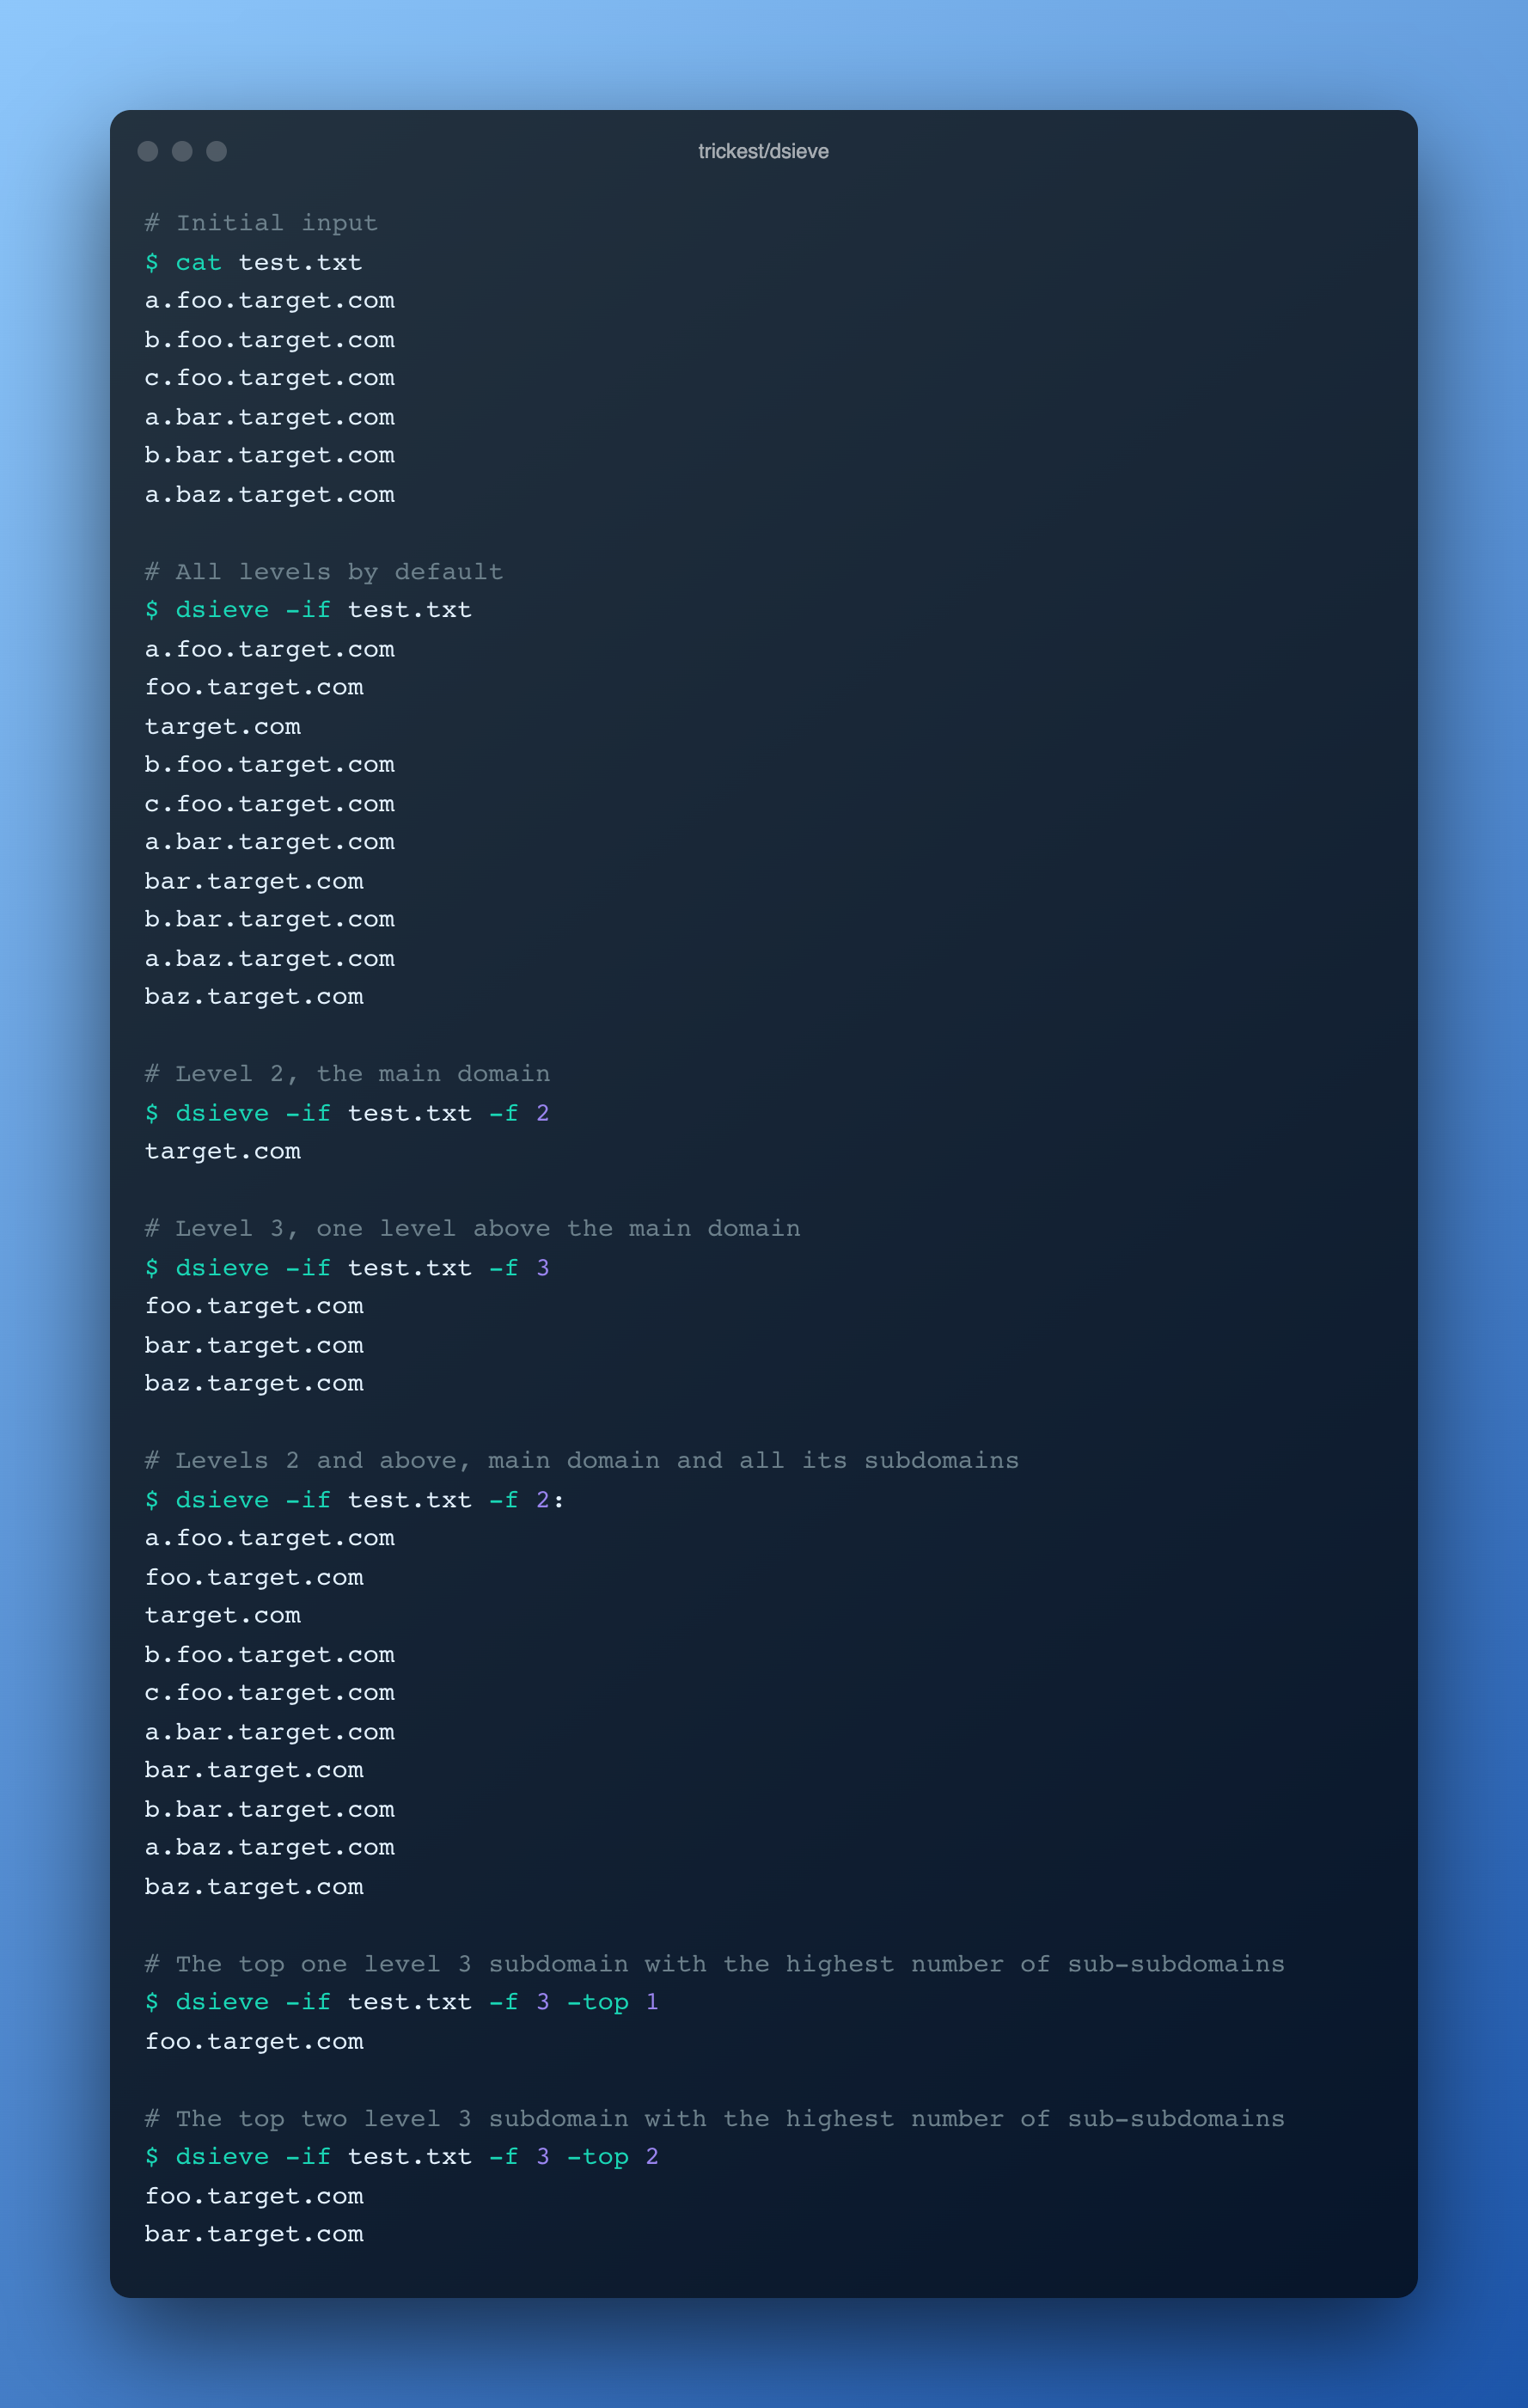 trickest/dsieve
# Initial input
$ cat test.txt
a.foo.target.com
b.foo.target.com
c.foo.target.com
a.bar.target.com
b.bar.target.com
a.baz.target.com
# All levels by default
$ dsieve -if test.txt
a.foo.target.com
foo.target.com
target.com
b.foo.target.com
c.foo.target.com
a.bar.target.com
bar.target.com
b.bar.target.com
a.baz.target.com
baz.target.com
# Level 2, the main domain
$ dsieve -if test.txt -f 2
target.com
# Level 3, one level above the main domain
$ dsieve -if test.txt -f 3
foo.target.com
bar.target.com
baz.target.com
# Levels 2 and above, main domain and all its subdomains
$ dsieve -if test.txt -f 2:
a.foo.target.com
foo.target.com
target.com
b.foo.target.com
c.foo.target.com
a.bar.target.com
bar.target.com
b.bar.target.com
a.baz.target.com
baz.target.com
# The top one level 3 subdomain with the highest number of sub-subdomains
$ dsieve -if test.txt -f 3 -top 1
foo.target.com
# The top two level 3 subdomain with the highest number of sub-subdomains
$ dsieve -if test.txt -f 3 -top 2
foo.target.com
bar.target.com